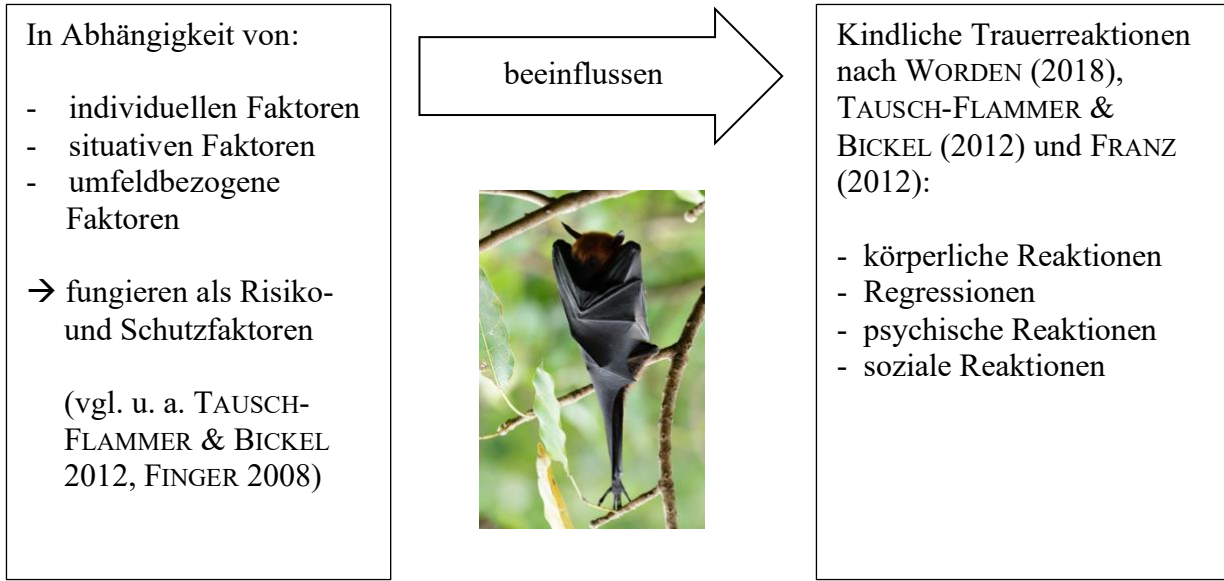 In Abhängigkeit von:
- individuellen Faktoren
- situativen Faktoren
- umfeldbezogene
Faktoren
→ fungieren als Risiko-
und Schutzfaktoren
(vgl. u. a. TAUSCH-
FLAMMER & BICKEL
2012, FINGER 2008)
beeinflussen
Kindliche Trauerreaktionen
nach WORDEN (2018),
TAUSCH-FLAMMER &
BICKEL (2012) und FRANZ
(2012):
- körperliche Reaktionen
- Regressionen
- psychische Reaktionen
- soziale Reaktionen